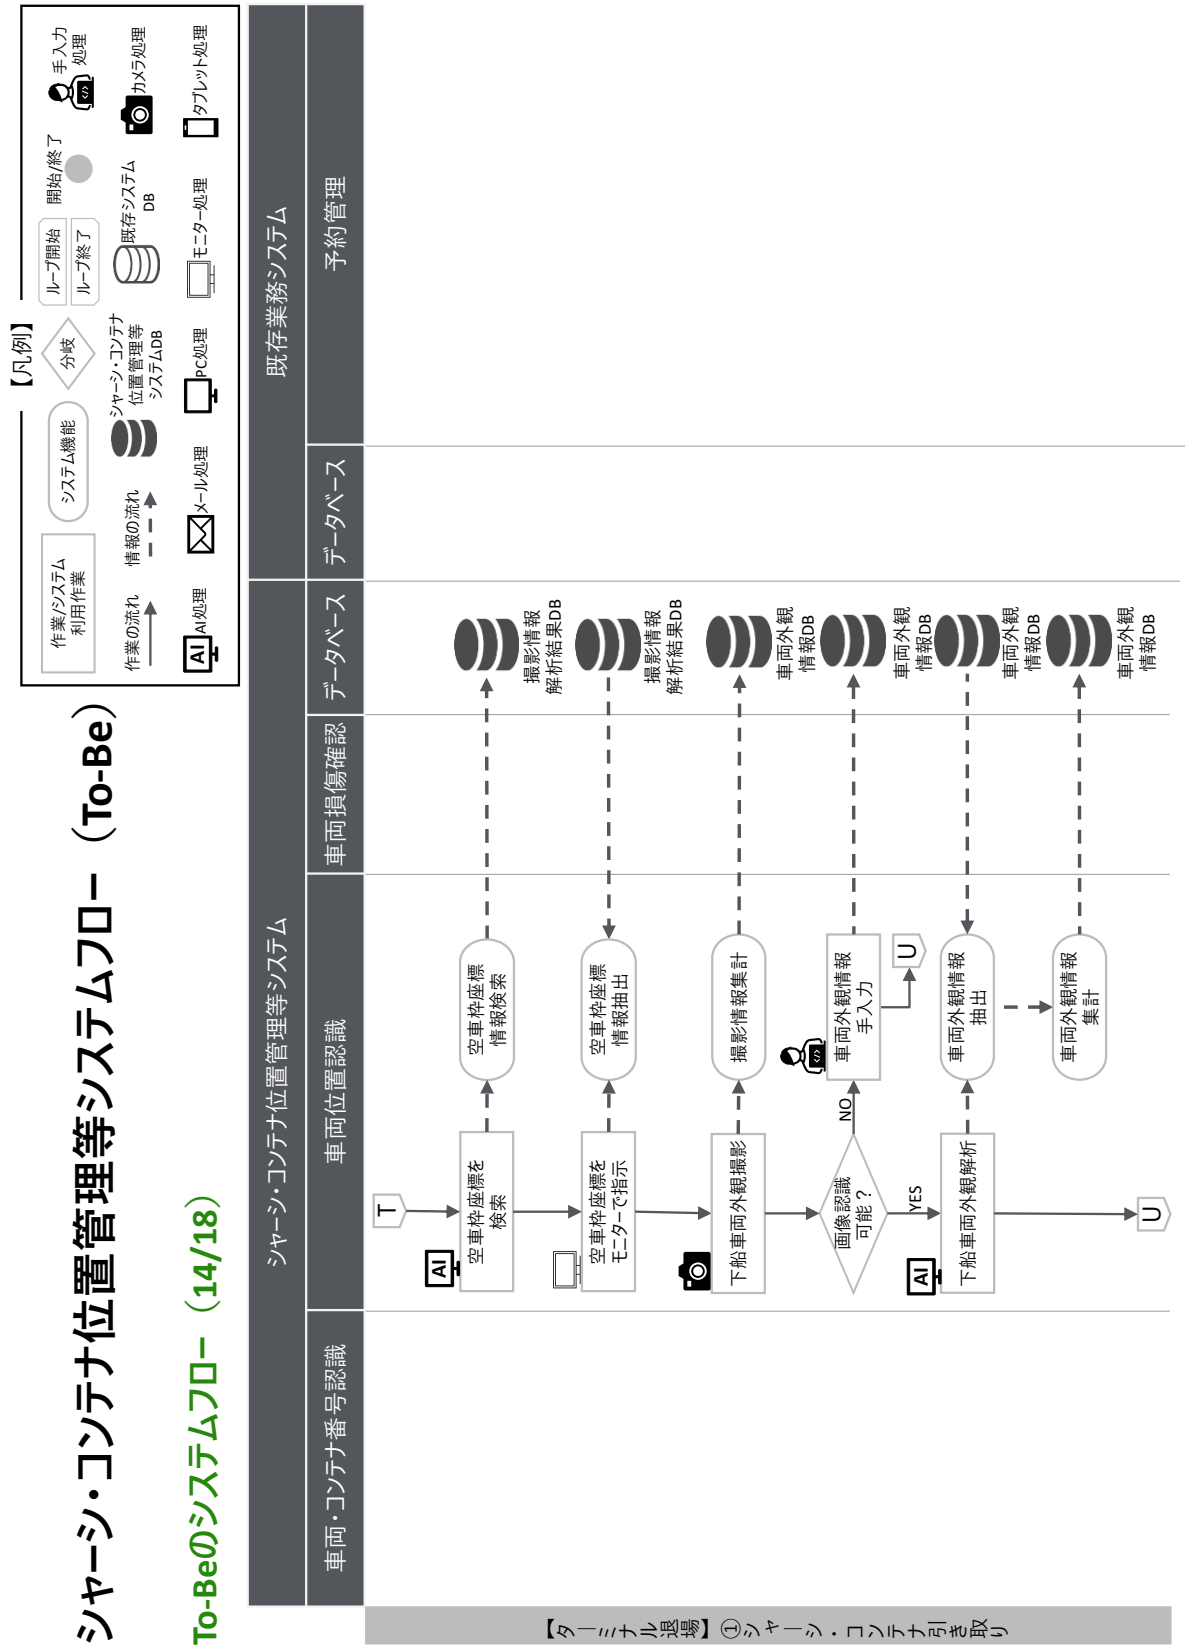 シャーシ・コンテナ位置管理等システムフロー（To-Be）
To-Beのシステムフロー（14/18）
【凡例】
作業/システム
利用作業
システム機能
分岐
ループ開始
ループ終了
開始/終了
手入力
処理
作業の流れ
情報の流れ
シャーシ・コンテナ
位置管理等
システムDB
既存システム
DB
カメラ処理
AI
AI処理
メール処理
PC処理
モニター処理
タブレット処理
シャーシ・コンテナ位置管理等システム
既存業務システム
車両・コンテナ番号認識
車両位置認識
車両損傷確認
データベース
データベース
予約管理
【ターミナル退場】①シャーシ・コンテナ引き取り
T
AI
空車枠座標を
検索
空車枠座標
情報検索
撮影情報
解析結果DB
空車枠座標を
モニターで指示
空車枠座標
情報抽出
撮影情報
解析結果DB
下船車両外観撮影
撮影情報集計
車両外観
情報DB
画像認識
可能？
NO
車両外観情報
手入力
U
車両外観
情報DB
YES
AI
下船車両外観解析
車両外観情報
抽出
車両外観
情報DB
車両外観情報
集計
車両外観
情報DB
U